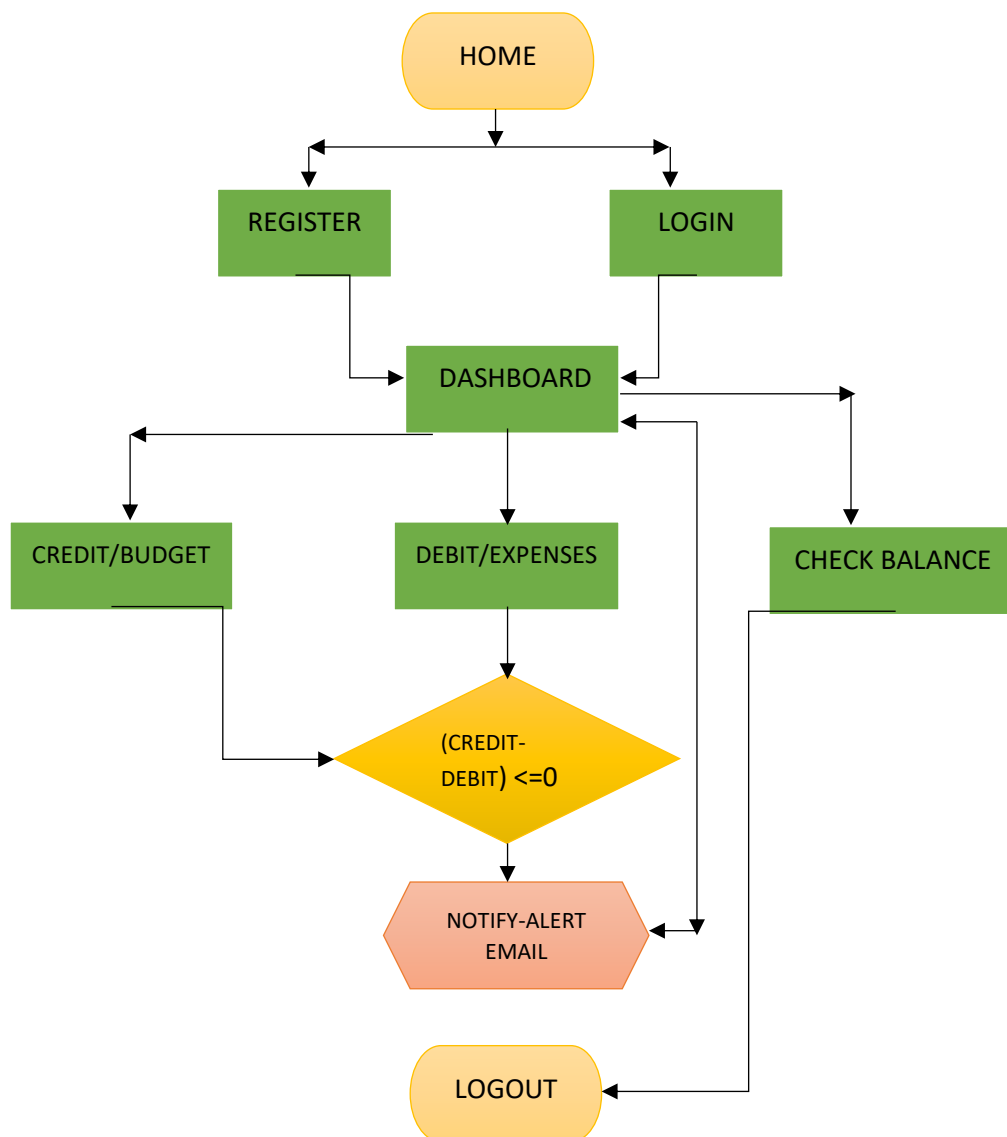 HOME
REGISTER
LOGIN
DASHBOARD
CREDIT/BUDGET
DEBIT/EXPENSES
CHECK BALANCE
(CREDIT-
DEBIT) <=0
NOTIFY-ALERT
EMAIL
LOGOUT